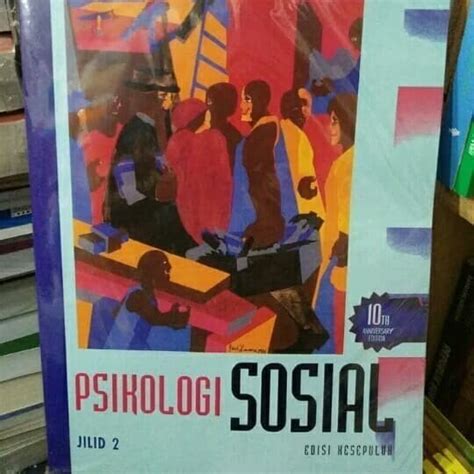 10TH
ANNIVERSARY
EDITION
PSIKOLOGI SOSIAL
JILID 2
EDISI KESEPULUH